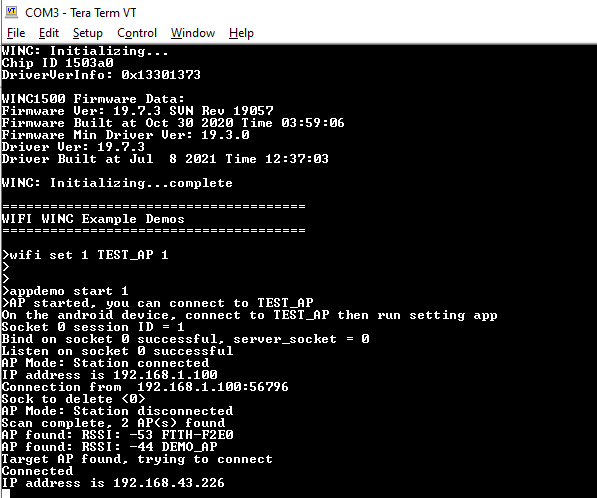 COM3 - Tera Term VT
File Edit Setup Control Window Help
WINC: Initializing...
Chip ID 1503a0
DriverVerInfo: 0x13301373
WINC1500 Firmware Data:
Firmware Ver: 19.7.3 SVN Rev 19057
Firmware Built at Oct 30 2020 Time 03:59:06
Firmware Min Driver Ver: 19.3.0
Driver Ver: 19.7.3
Driver Built at Jul  8 2021 Time 12:37:03
WINC: Initializing...complete
======================================
WIFI WINC Example Demos
======================================
>wifi set 1 TEST_AP 1
>
>
>appdemo start 1
>AP started, you can connect to TEST_AP
On the android device, connect to TEST_AP then run setting app
Socket 0 session ID = 1
Bind on socket 0 successful, server_socket = 0
Listen on socket 0 successful
AP Mode: Station connected
IP address is 192.168.1.100
Connection from  192.168.1.100:56796
Sock to delete <0>
AP Mode: Station disconnected
Scan complete, 2 AP(s) found
AP found: RSSI: -53 FTTH-F2E0
AP found: RSSI: -44 DEMO_AP
Target AP found, trying to connect
Connected
IP address is 192.168.43.226